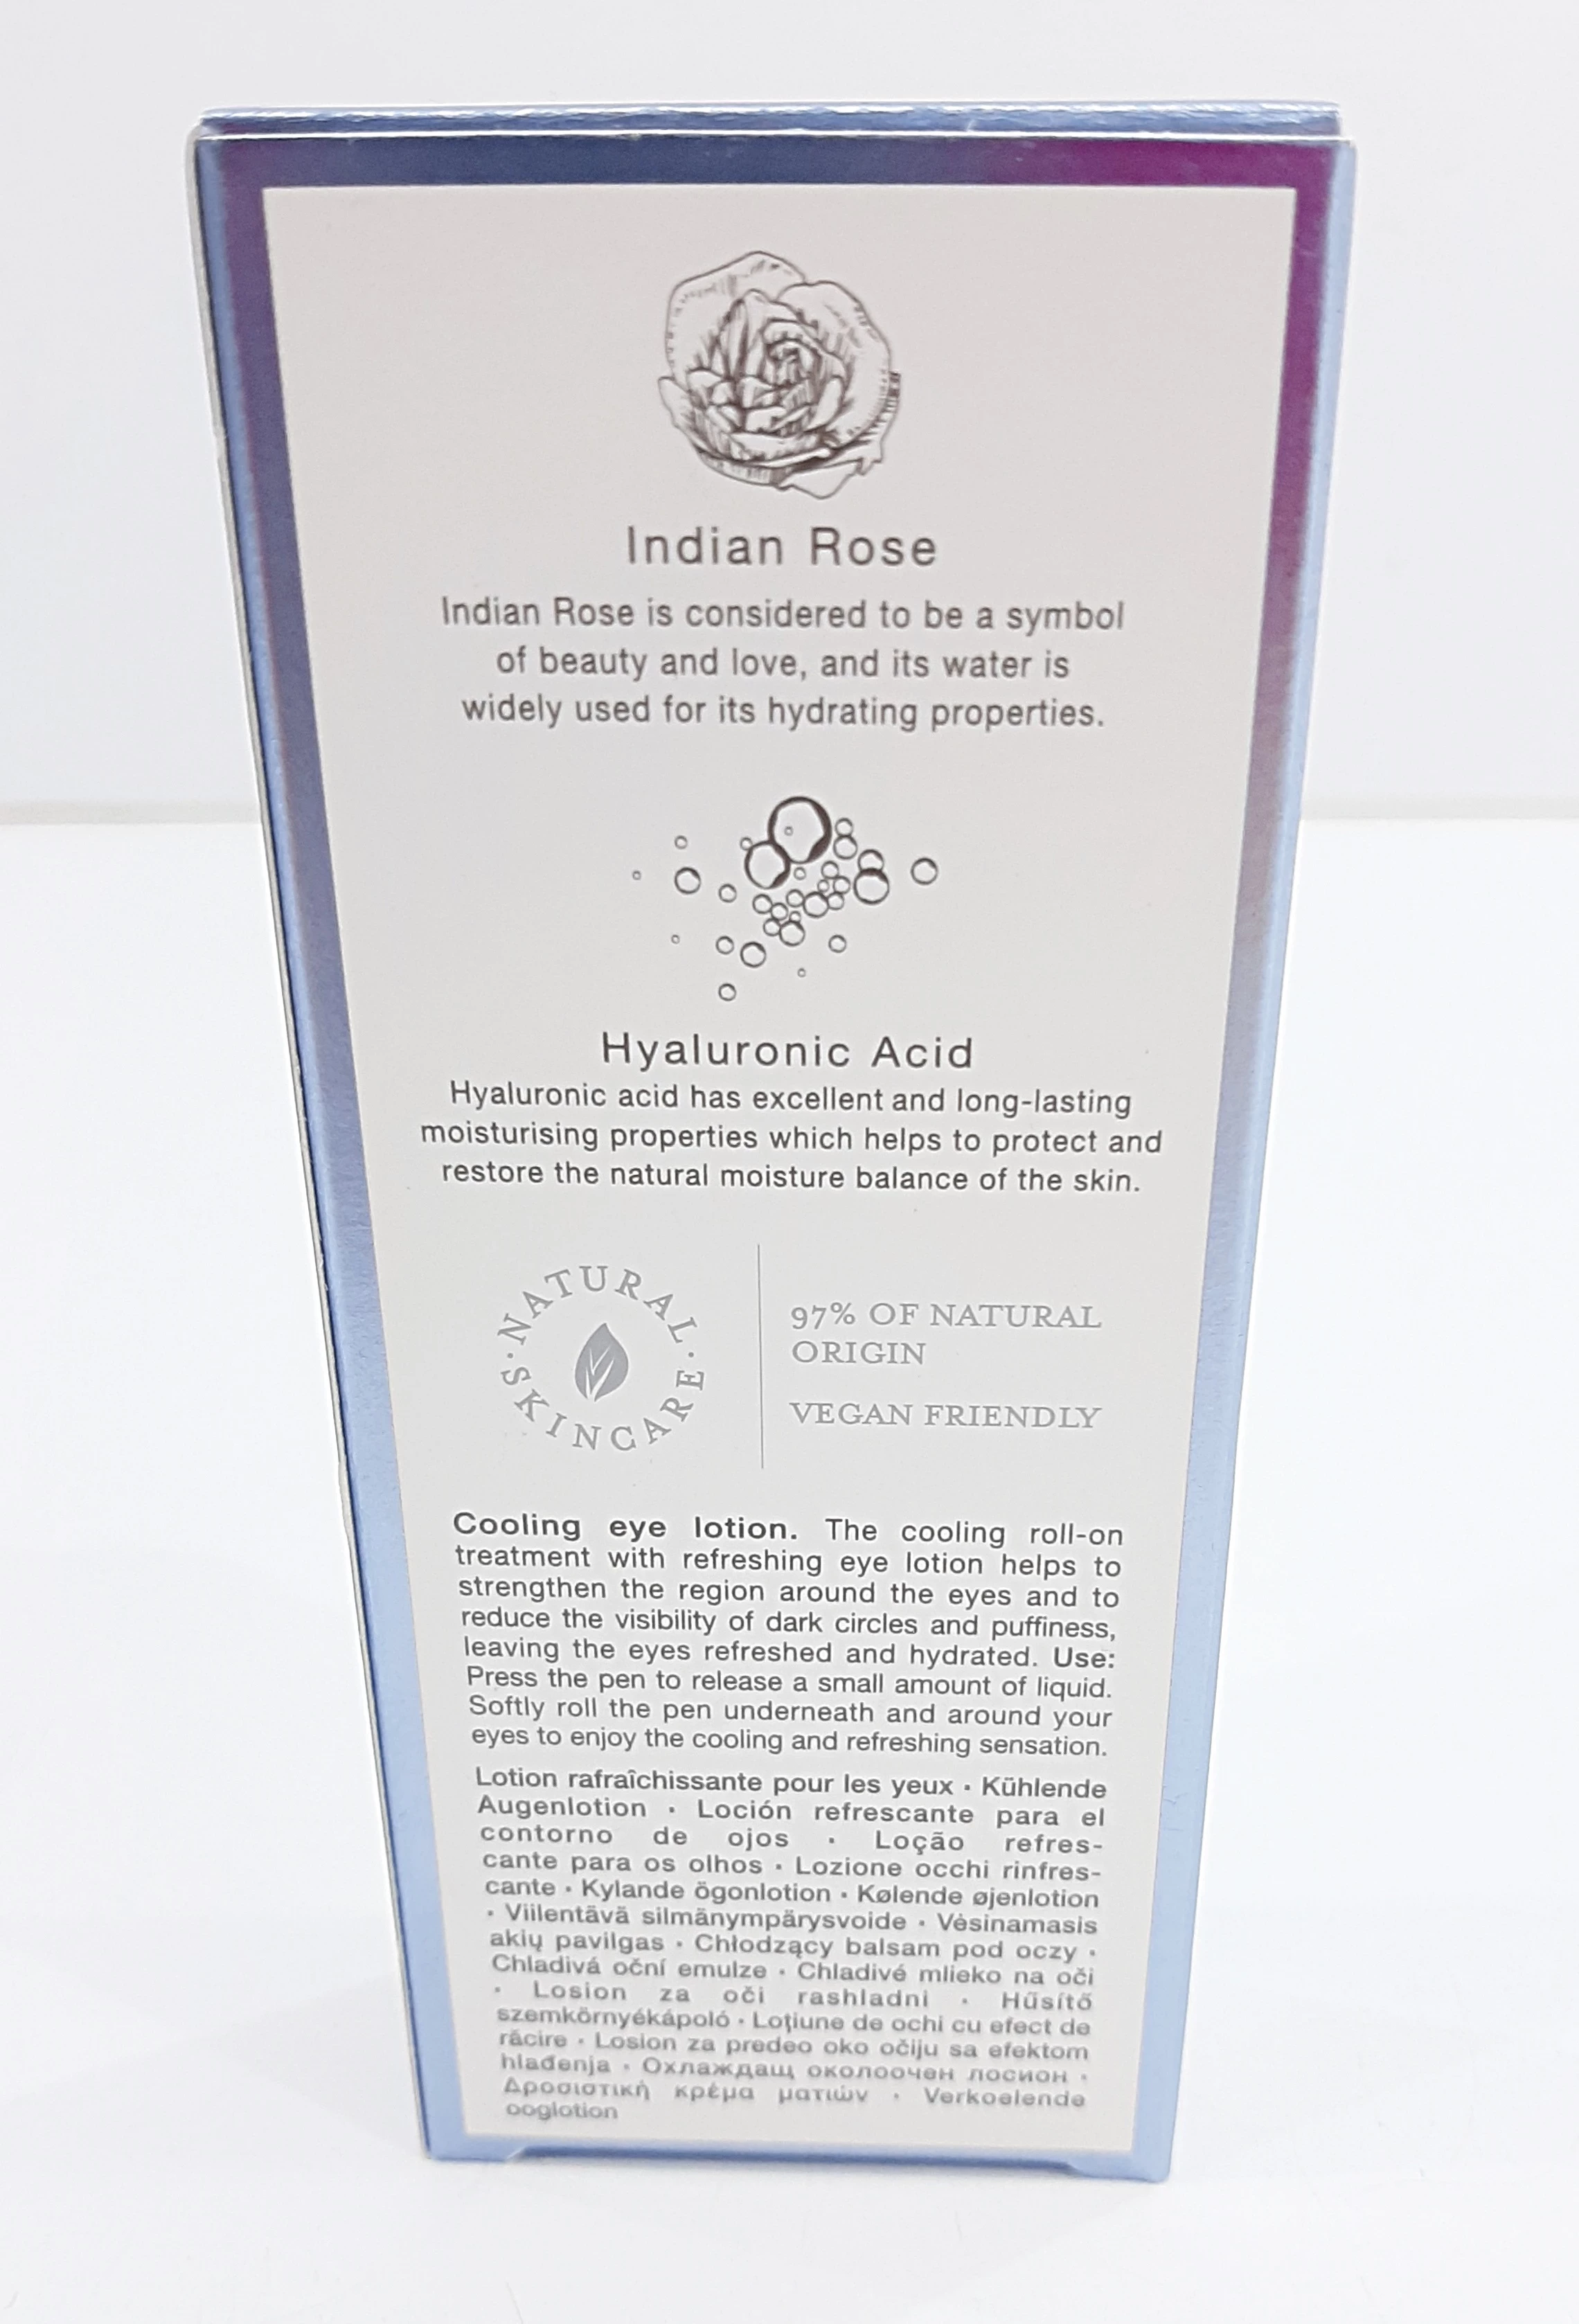 Indian Rose
Indian Rose is considered to be a symbol
of beauty and love, and its water is
widely used for its hydrating properties.
Hyaluronic Acid
Hyaluronic acid has excellent and long-lasting
moisturising properties which helps to protect and
restore the natural moisture balance of the skin.
· NATURAL · SKINCARE
97% OF NATURAL
ORIGIN
VEGAN FRIENDLY
Cooling eye lotion. The cooling roll-on
treatment with refreshing eye lotion helps to
strengthen the region around the eyes and to
reduce the visibility of dark circles and puffiness,
leaving the eyes refreshed and hydrated. Use:
Press the pen to release a small amount of liquid.
Softly roll the pen underneath and around your
eyes to enjoy the cooling and refreshing sensation.
Lotion rafraîchissante pour les yeux · Kühlende
Augenlotion · Loción refrescante para el
contorno de ojos · Loção refres-
cante para os olhos · Lozione occhi rinfres-
cante · Kylande ögonlotion · Kølende øjenlotion
· Viilentävä silmänympärysvoide · Vėsinamasis
akių pavilgas · Chłodzący balsam pod oczy ·
Chladivá oční emulze · Chladivé mlieko na oči
· Losion za oči rashladni · Hűsítő
szemkörnyékápoló · Loţiune de ochi cu efect de
răcire · Losion za predeo oko očiju sa efektom
hlađenja · Охлаждащ околоочен лосион ·
Δροσιστική κρέμα ματιών · Verkoelende
ooglotion